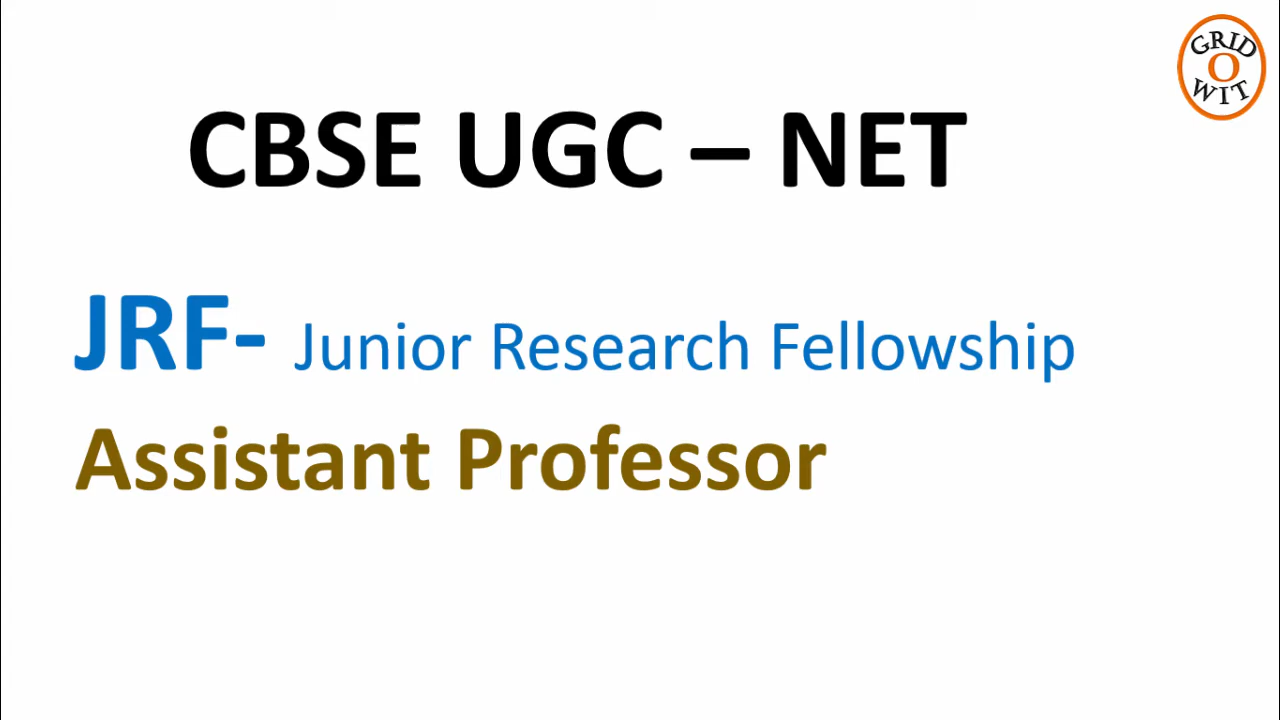 GRID
O
WIT
CBSE UGC – NET
JRF- Junior Research Fellowship
Assistant Professor